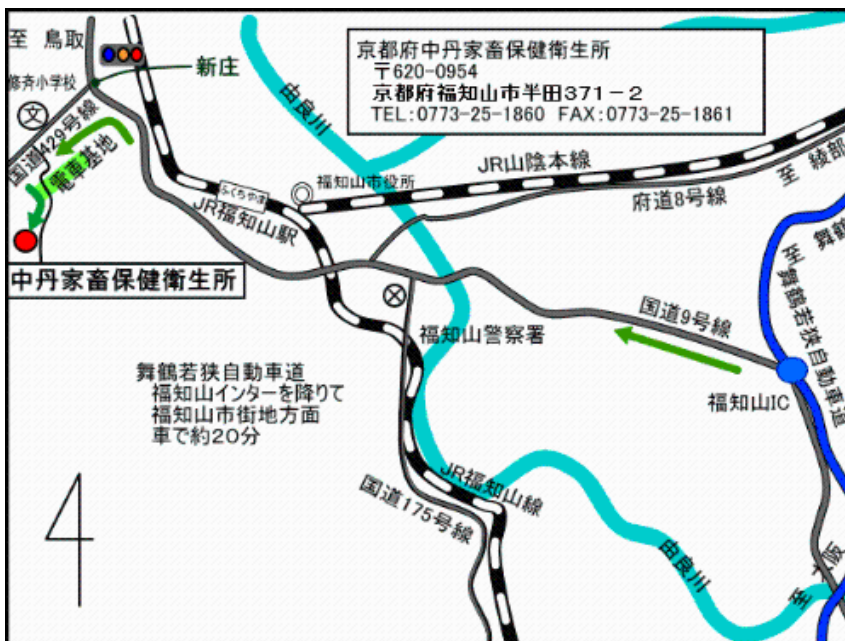 至 鳥取
新庄
修斉小学校
文
国道429号線
電車基地
中丹家畜保健衛生所
京都府中丹家畜保健衛生所
〒620-0954
京都府福知山市半田371-2
TEL:0773-25-1860 FAX:0773-25-1861
由良川
JR山陰本線
至 綾部
府道8号線
福知山市役所
ふくちやま
JR福知山駅
至 舞鶴
舞鶴若狭自動車道
国道9号線
福知山警察署
福知山IC
舞鶴若狭自動車道
福知山インターを降りて
福知山市街地方面
車で約20分
JR福知山線
国道175号線
由良川
至 大阪